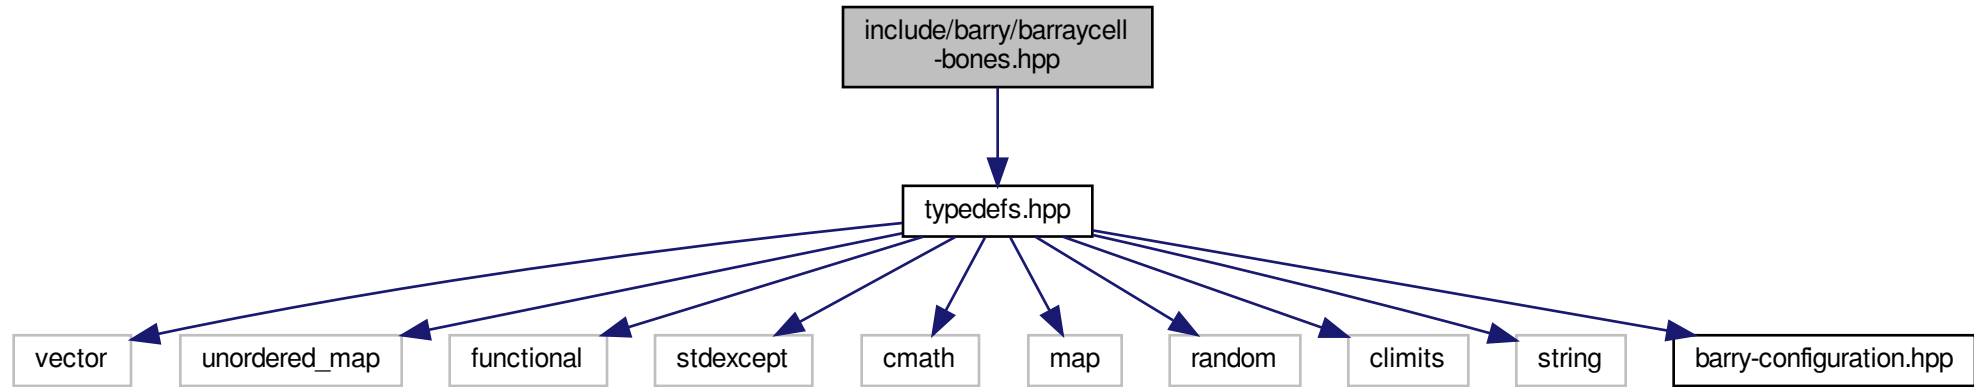 include/barry/barraycell
-bones.hpp
typedefs.hpp
vector
unordered_map
functional
stdexcept
cmath
map
random
climits
string
barry-configuration.hpp